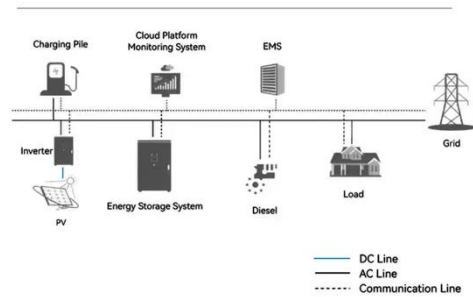 Charging Pile
Cloud Platform
Monitoring System
EMS
Grid
Inverter
PV
Energy Storage System
Diesel
Load
DC Line
AC Line
Communication Line